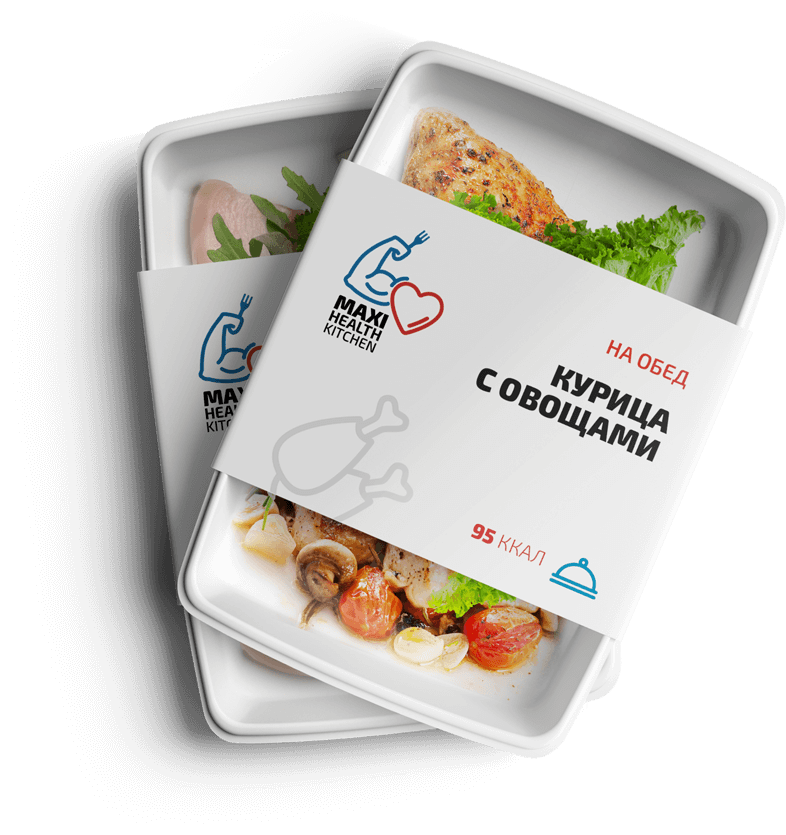 MAXI
HEALTH
KITCHEN
НА ОБЕД
КУРИЦА
С ОВОЩАМИ
95 ККАЛ